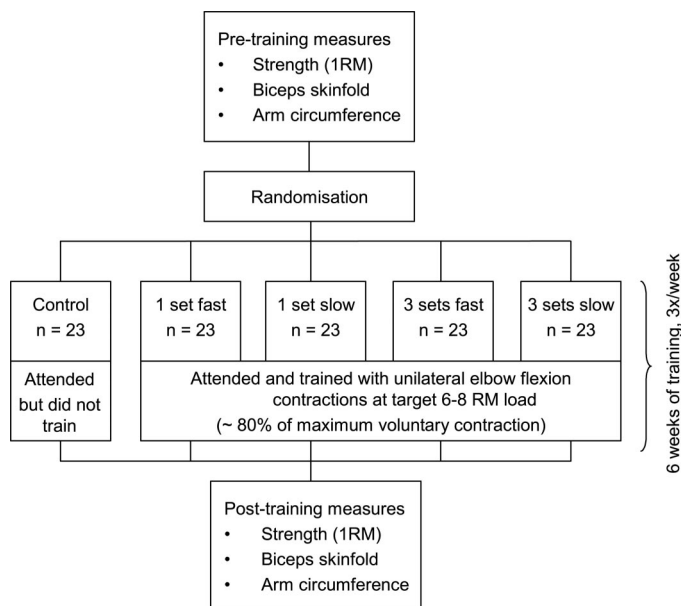 Pre-training measures
• Strength (1RM)
• Biceps skinfold
• Arm circumference
Randomisation
Control
n = 23
1 set fast
n = 23
1 set slow
n = 23
3 sets fast
n = 23
3 sets slow
n = 23
Attended
but did not
train
Attended and trained with unilateral elbow flexion
contractions at target 6-8 RM load
(~ 80% of maximum voluntary contraction)
6 weeks of training, 3x/week
Post-training measures
• Strength (1RM)
• Biceps skinfold
• Arm circumference